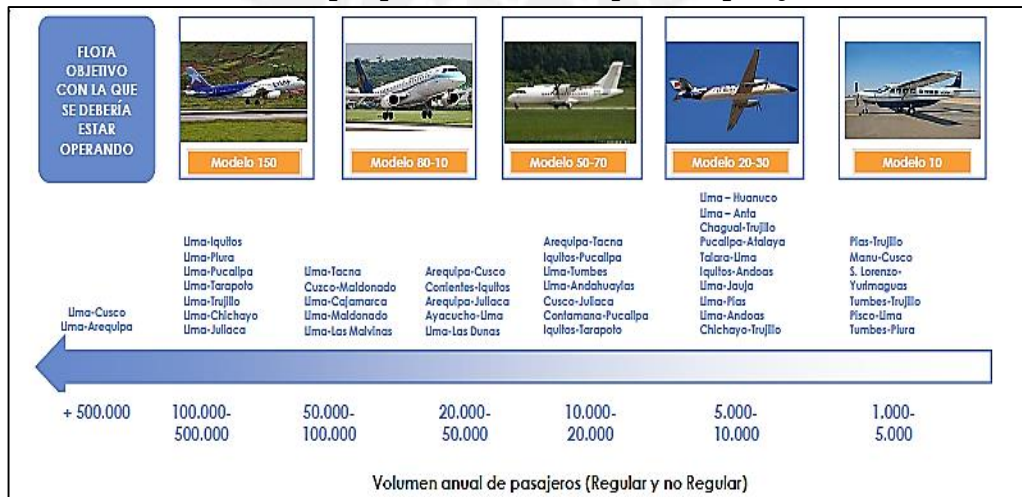 FLOTA
OBJETIVO
CON LA QUE
SE DEBERÍA
ESTAR
OPERANDO
Modelo 150
Modelo 80-10
Modelo 50-70
Modelo 20-30
Modelo 10
Lima-Cusco
Lima-Arequipa
Lima-Iquitos
Lima-Piura
Lima-Pucallpa
Lima-Tarapoto
Lima-Trujillo
Lima-Chichayo
Lima-Juliaca
Lima-Tacna
Cuzco-Maldonado
Lima-Cajamarca
Lima-Maldonado
Lima-Las Malvinas
Arequipa-Cusco
Corrientes-Iquitos
Arequipa-Juliaca
Ayacucho-Lima
Lima-Las Dunas
Arequipa-Tacna
Iquitos-Pucallpa
Lima-Tumbes
Lima-Andahuaylas
Cusco-Juliaca
Contamana-Pucallpa
Iquitos-Tarapoto
Lima – Huanuco
Lima – Anta
Chagual-Trujillo
Pucallpa-Atalaya
Talara-Lima
Iquitos-Andoas
Lima-Jauja
Lima-Pias
Lima-Andoas
Chichayo-Trujillo
Pias-Trujillo
Manu-Cusco
S. Lorenzo-
Yurimaguas
Tumbes-Trujillo
Pisco-Lima
Tumbes-Piura
+ 500.000
100.000-
500.000
50.000-
100.000
20.000-
50.000
10.000-
20.000
5.000-
10.000
1.000-
5.000
Volumen anual de pasajeros (Regular y no Regular)